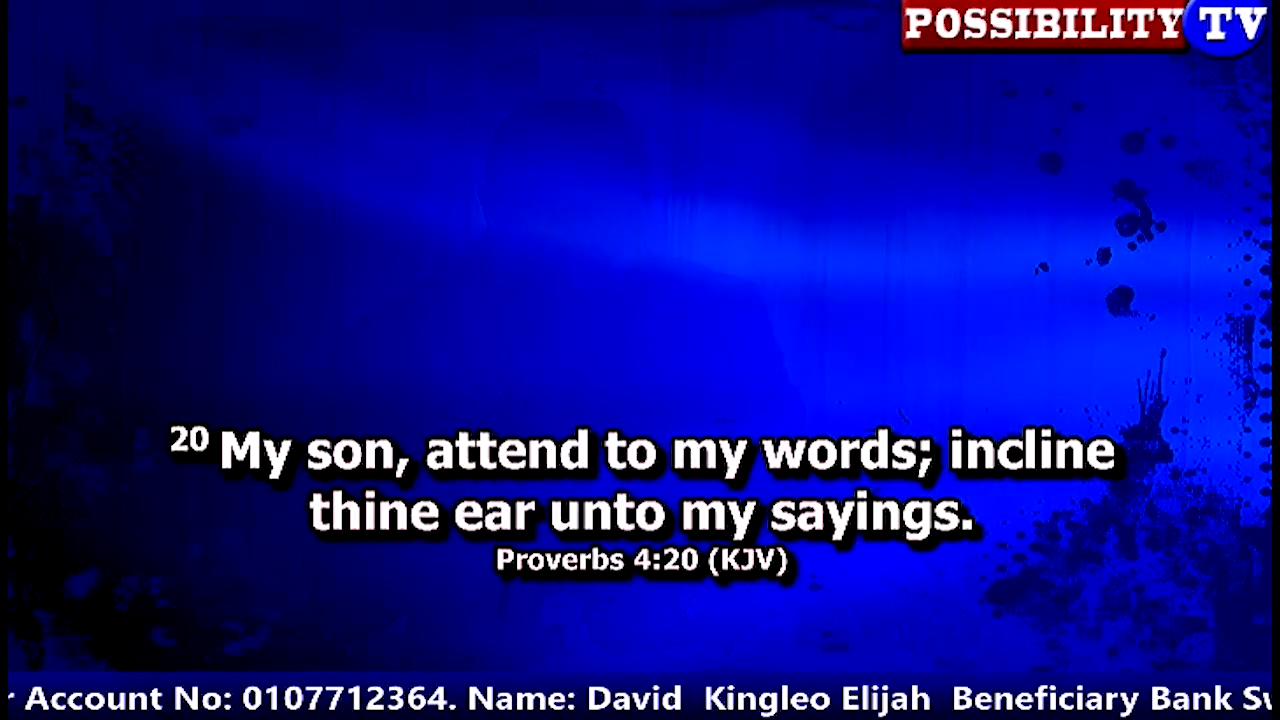 POSSIBILITY TV
20 My son, attend to my words; incline
thine ear unto my sayings.
Proverbs 4:20 (KJV)
Account No: 0107712364. Name: David Kingleo Elijah Beneficiary Bank